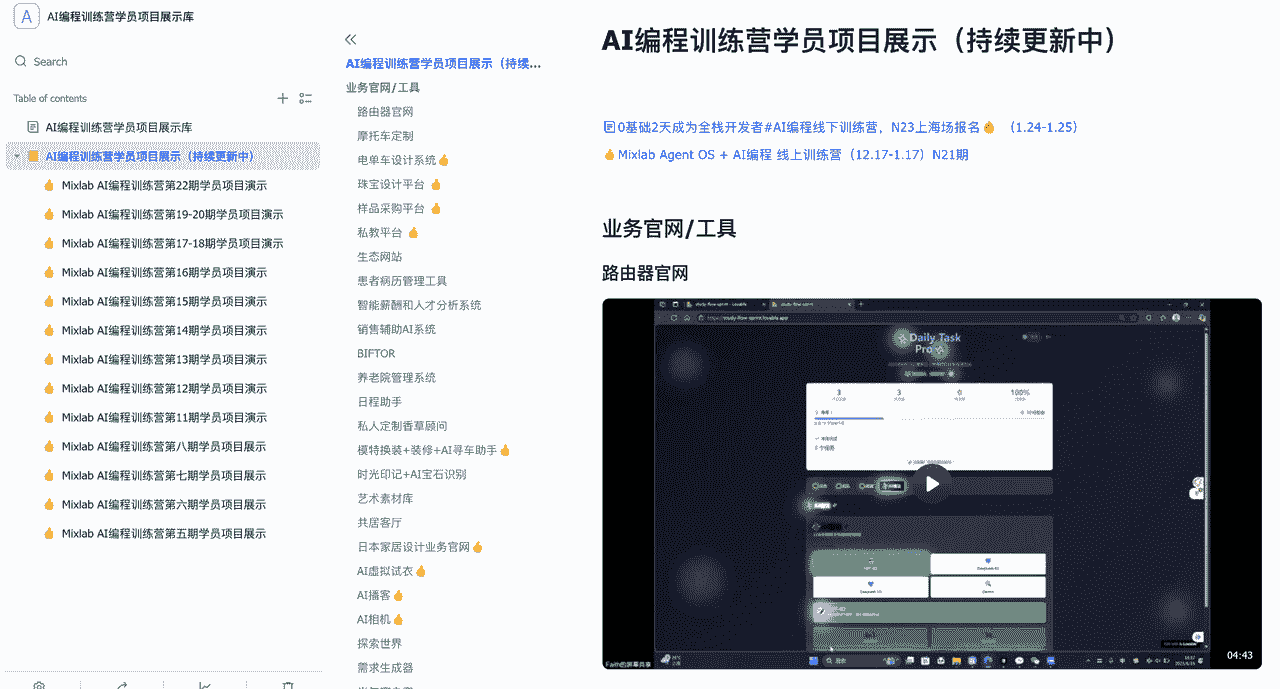 A AI编程训练营学员项目展示库
Search
Table of contents
AI编程训练营学员项目展示库
AI编程训练营学员项目展示（持续更新中）
Mixlab AI编程训练营第22期学员项目演示
Mixlab AI编程训练营第19-20期学员项目演示
Mixlab AI编程训练营第17-18期学员项目演示
Mixlab AI编程训练营第16期学员项目演示
Mixlab AI编程训练营第15期学员项目演示
Mixlab AI编程训练营第14期学员项目演示
Mixlab AI编程训练营第13期学员项目演示
Mixlab AI编程训练营第12期学员项目演示
Mixlab AI编程训练营第11期学员项目演示
Mixlab AI编程训练营第八期学员项目展示
Mixlab AI编程训练营第七期学员项目展示
Mixlab AI编程训练营第六期学员项目展示
Mixlab AI编程训练营第五期学员项目展示
AI编程训练营学员项目展示（持续...
业务官网/工具
路由器官网
摩托车定制
电单车设计系统👍
珠宝设计平台 👍
样品采购平台 👍
私教平台 👍
生态网站
患者病历管理工具
智能薪酬和人才分析系统
销售辅助AI系统
BIFTOR
养老院管理系统
日程助手
私人定制香草顾问
模特换装+装修+AI寻车助手👍
时光印记+AI宝石识别
艺术素材库
共居客厅
日本家居设计业务官网👍
AI虚拟试衣👍
AI播客👍
AI相机👍
探索世界
需求生成器
AI编程训练营学员项目展示（持续更新中）
0基础2天成为全栈开发者#AI编程线下训练营，N23上海场报名 （1.24-1.25）
👍Mixlab Agent OS + AI编程 线上训练营（12.17-1.17）N21期
业务官网/工具
路由器官网
Daily Task
Pro
3 3 0 100%
Faith的屏幕共享
04:43